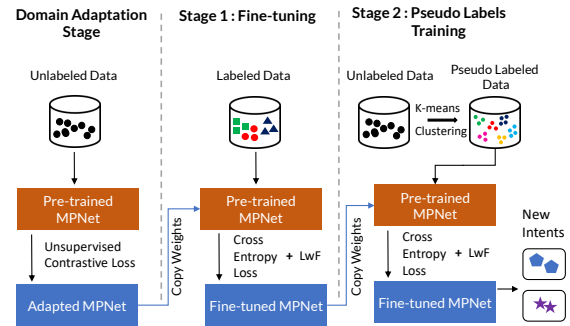 Domain Adaptation
Stage
Unlabeled Data
Pre-trained
MPNet
Unsupervised
Contrastive Loss
Adapted MPNet
Copy Weights
Stage 1 : Fine-tuning
Labeled Data
Pre-trained
MPNet
Cross
Entropy + LwF
Loss
Fine-tuned MPNet
Copy Weights
Stage 2 : Pseudo Labels
Training
Unlabeled Data
K-means
Clustering
Pseudo Labeled
Data
Pre-trained
MPNet
Cross
Entropy + LwF
Loss
Fine-tuned MPNet
New
Intents